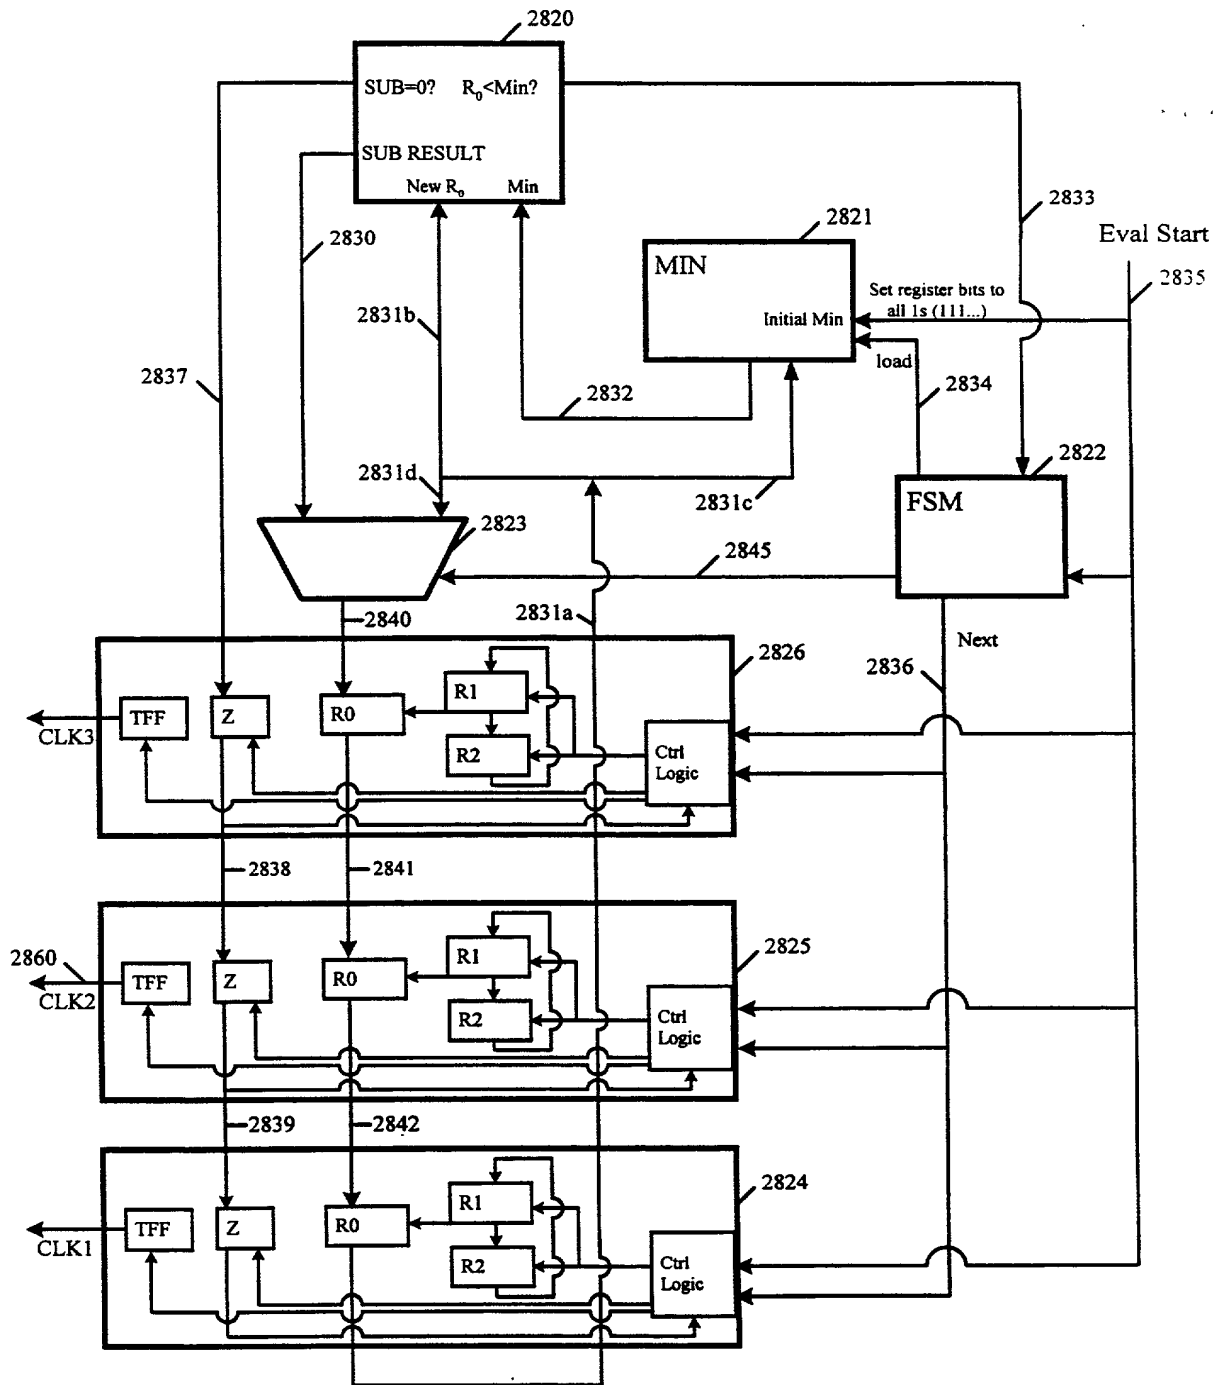 2820
SUB=0? R₀<Min?
SUB RESULT
New R₀ Min
2833
2821
Eval Start
2830
MIN
2835
Set register bits to
all 1s (111...)
2831b
Initial Min
load
2837
2832
2834
2831d
2822
2831c
FSM
2823
2845
2831a
2840
Next
2826
2836
R1
TFF
Z
R0
CLK3
R2
Ctrl
Logic
2838
2841
2860
2825
R1
TFF
Z
R0
CLK2
R2
Ctrl
Logic
2839
2842
2824
R1
TFF
Z
R0
CLK1
R2
Ctrl
Logic